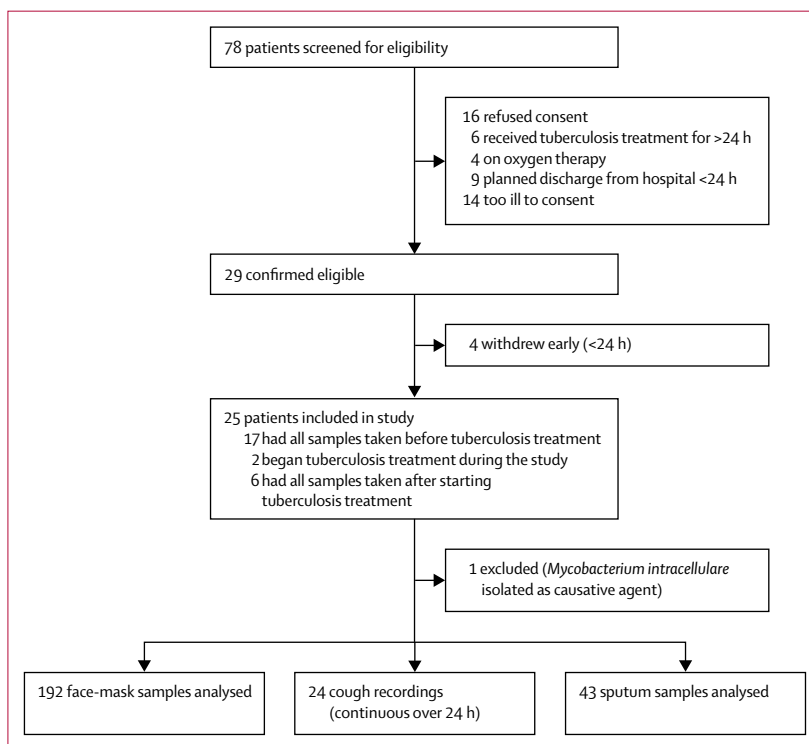 78 patients screened for eligibility
16 refused consent
6 received tuberculosis treatment for >24 h
4 on oxygen therapy
9 planned discharge from hospital <24 h
14 too ill to consent
29 confirmed eligible
4 withdrew early (<24 h)
25 patients included in study
17 had all samples taken before tuberculosis treatment
2 began tuberculosis treatment during the study
6 had all samples taken after starting
tuberculosis treatment
1 excluded (Mycobacterium intracellulare
isolated as causative agent)
192 face-mask samples analysed
24 cough recordings
(continuous over 24 h)
43 sputum samples analysed